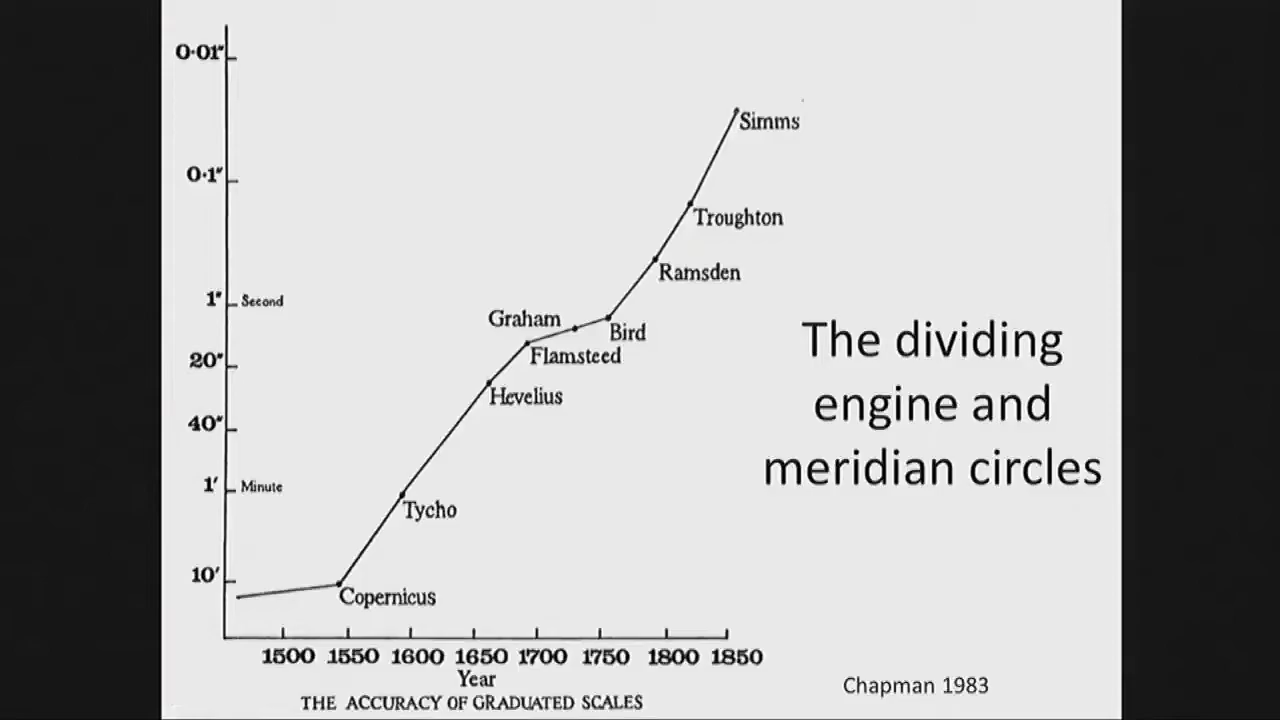 0·01"
0·1"
1" Second
20"
40"
1' Minute
10'
Simms
Troughton
Ramsden
Graham
Bird
Flamsteed
Hevelius
Tycho
Copernicus
1500 1550 1600 1650 1700 1750 1800 1850
Year
THE ACCURACY OF GRADUATED SCALES
The dividing
engine and
meridian circles
Chapman 1983